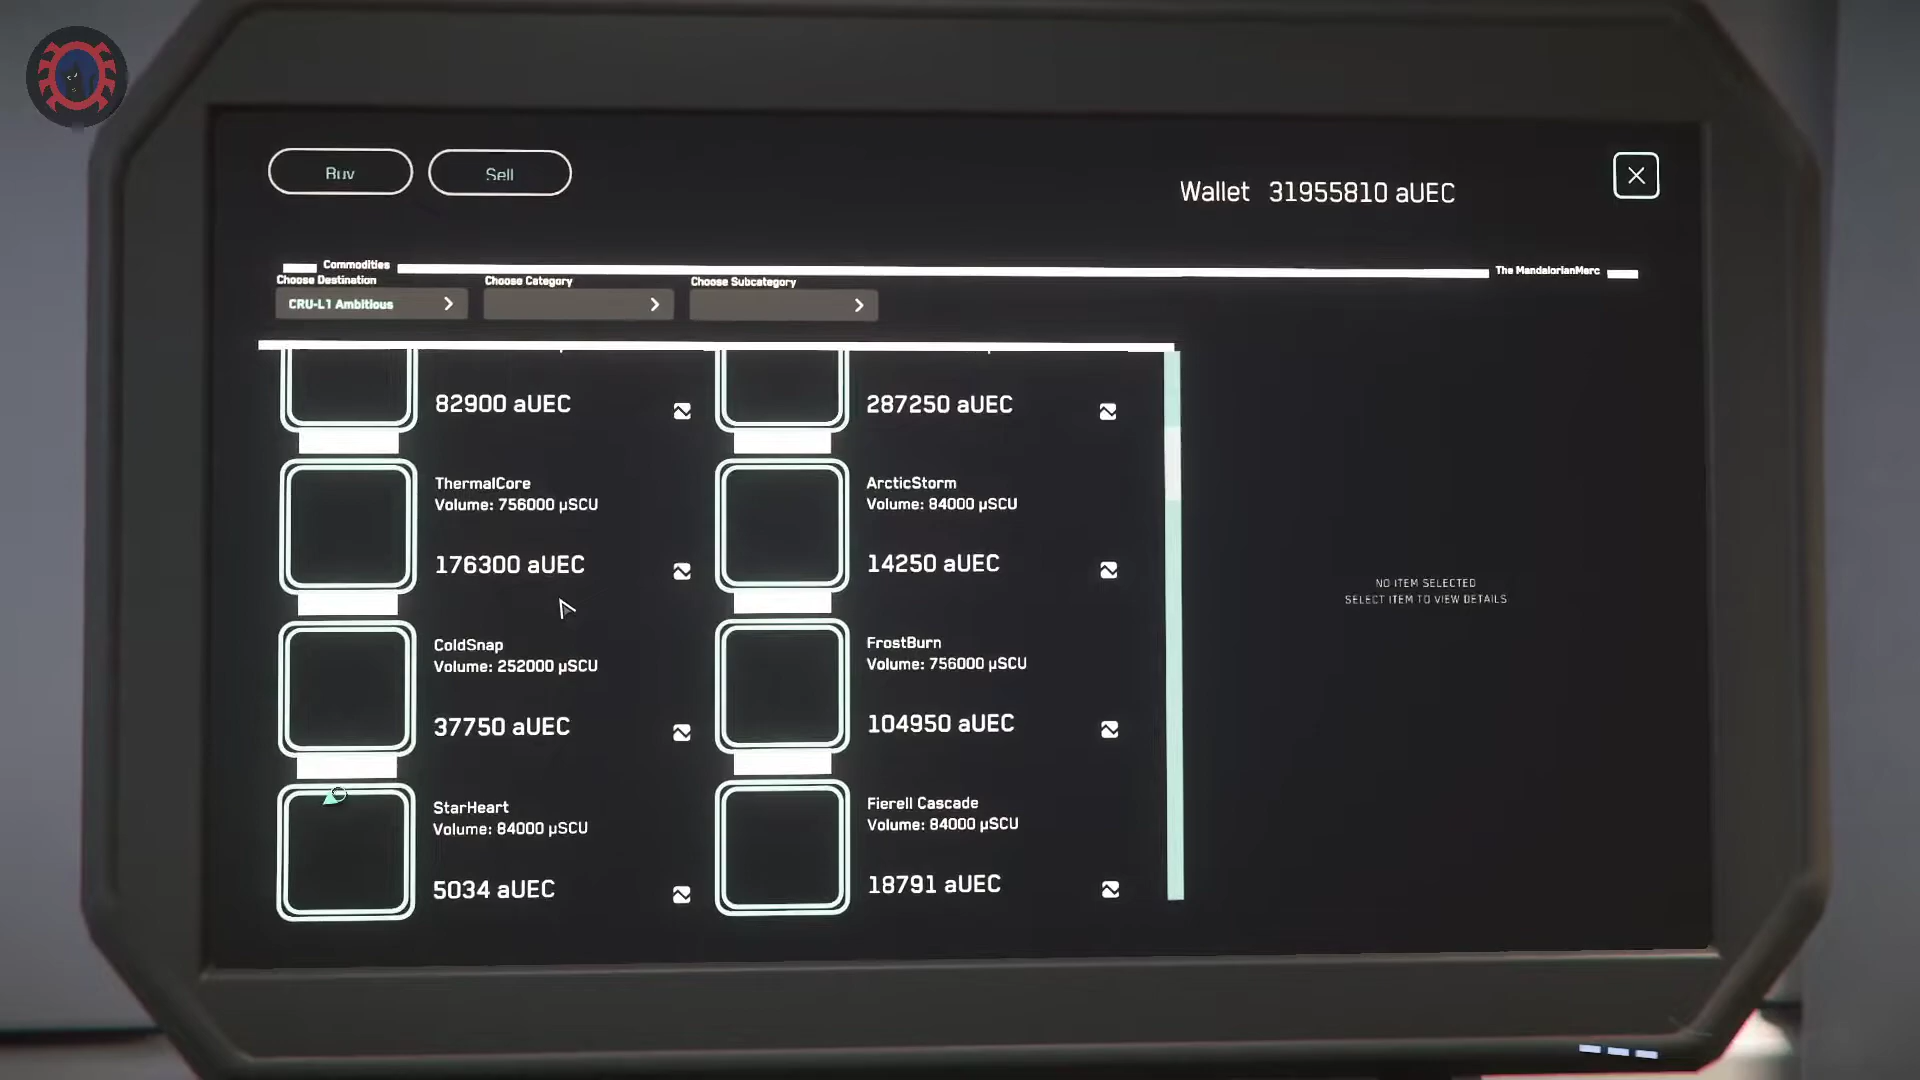 Buy
Sell
Wallet 31955810 aUEC
Commodities
The MandalorianMerc
Choose Destination
Choose Category
Choose Subcategory
CRU-L1 Ambitious
82900 aUEC
287250 aUEC
ThermalCore
Volume: 756000 µSCU
176300 aUEC
ArcticStorm
Volume: 84000 µSCU
14250 aUEC
NO ITEM SELECTED
SELECT ITEM TO VIEW DETAILS
ColdSnap
Volume: 252000 µSCU
37750 aUEC
FrostBurn
Volume: 756000 µSCU
104950 aUEC
StarHeart
Volume: 84000 µSCU
5034 aUEC
Fierell Cascade
Volume: 84000 µSCU
18791 aUEC